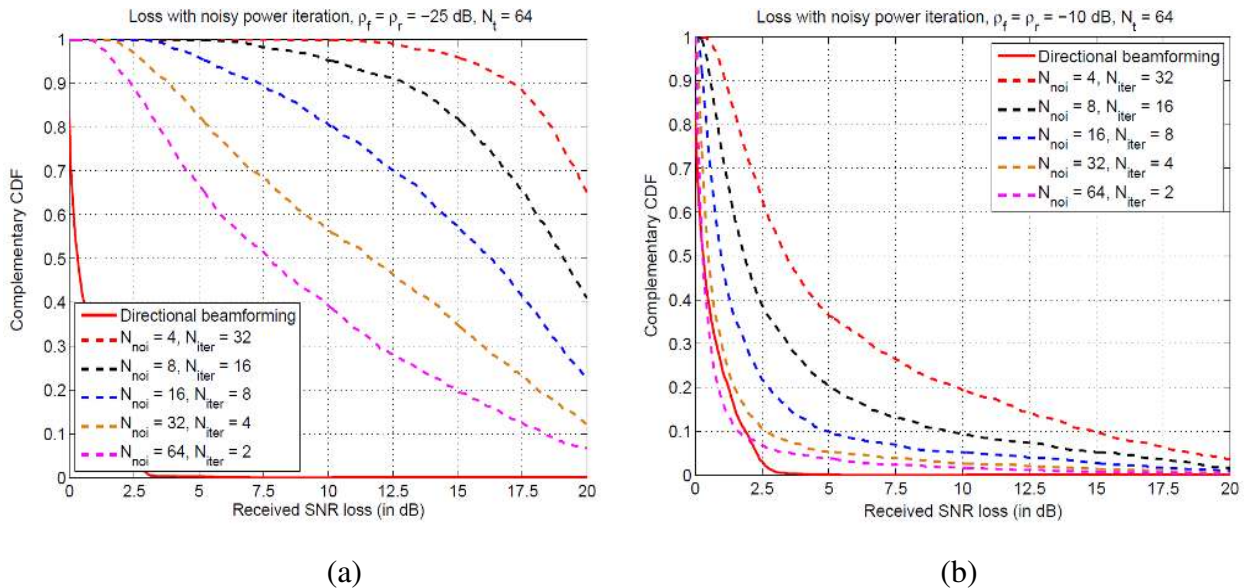 Loss with noisy power iteration, ρf = ρr = −25 dB, Nt = 64
Complementary CDF
1
0.9
0.8
0.7
0.6
0.5
0.4
0.3
0.2
0.1
0
Directional beamforming
Nnoi = 4, Niter = 32
Nnoi = 8, Niter = 16
Nnoi = 16, Niter = 8
Nnoi = 32, Niter = 4
Nnoi = 64, Niter = 2
0 2.5 5 7.5 10 12.5 15 17.5 20
Received SNR loss (in dB)
(a)
Loss with noisy power iteration, ρf = ρr = −10 dB, Nt = 64
Complementary CDF
1
0.9
0.8
0.7
0.6
0.5
0.4
0.3
0.2
0.1
0
Directional beamforming
Nnoi = 4, Niter = 32
Nnoi = 8, Niter = 16
Nnoi = 16, Niter = 8
Nnoi = 32, Niter = 4
Nnoi = 64, Niter = 2
0 2.5 5 7.5 10 12.5 15 17.5 20
Received SNR loss (in dB)
(b)